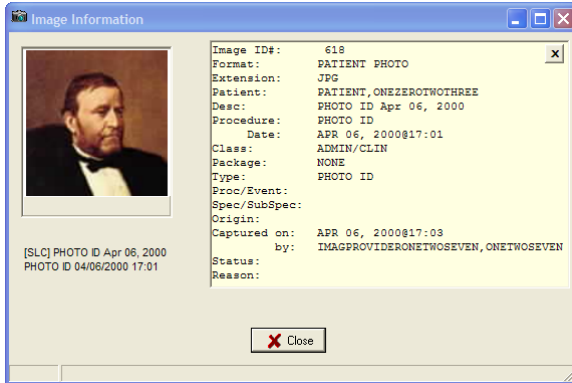 Image Information
Image ID#: 618
Format: PATIENT PHOTO
Extension: JPG
Patient: PATIENT,ONEZEROTWOTHREE
Desc: PHOTO ID Apr 06, 2000
Procedure: PHOTO ID
Date: APR 06, 2000@17:01
Class: ADMIN/CLIN
Package: NONE
Type: PHOTO ID
Proc/Event:
Spec/SubSpec:
Origin:
Captured on: APR 06, 2000@17:03
by: IMAGPROVIDERONETWOSEVEN,ONETWOSEVEN
Status:
Reason:
x
[SLC] PHOTO ID Apr 06, 2000
PHOTO ID 04/06/2000 17:01
Close